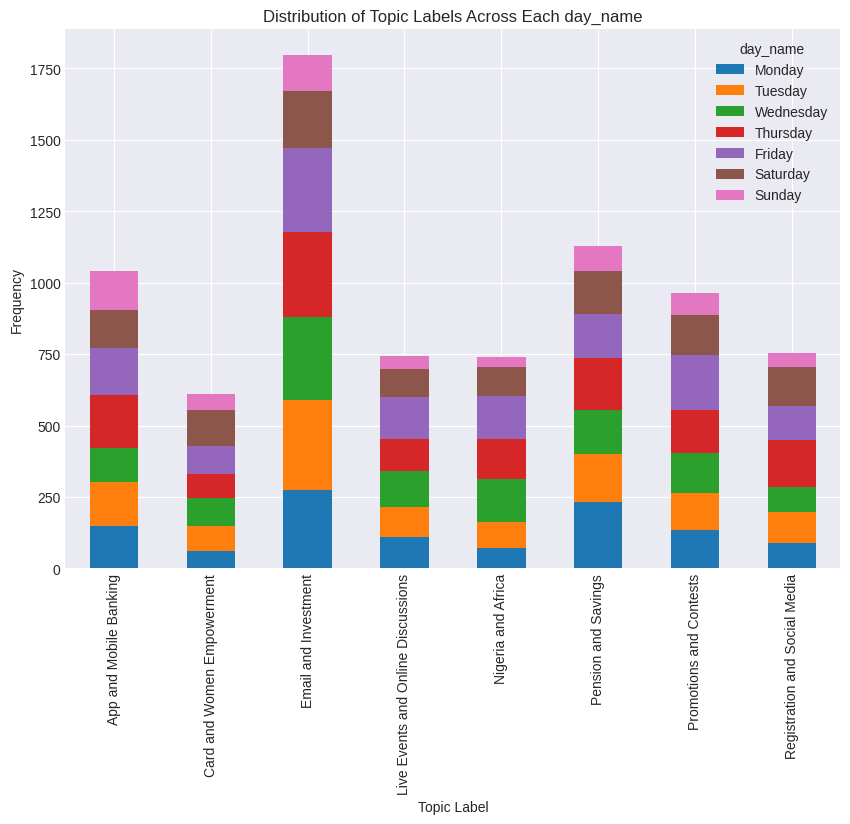 Distribution of Topic Labels Across Each day_name
day_name
Monday
Tuesday
Wednesday
Thursday
Friday
Saturday
Sunday
Frequency
1750
1500
1250
1000
750
500
250
0
App and Mobile Banking
Card and Women Empowerment
Email and Investment
Live Events and Online Discussions
Nigeria and Africa
Pension and Savings
Promotions and Contests
Registration and Social Media
Topic Label